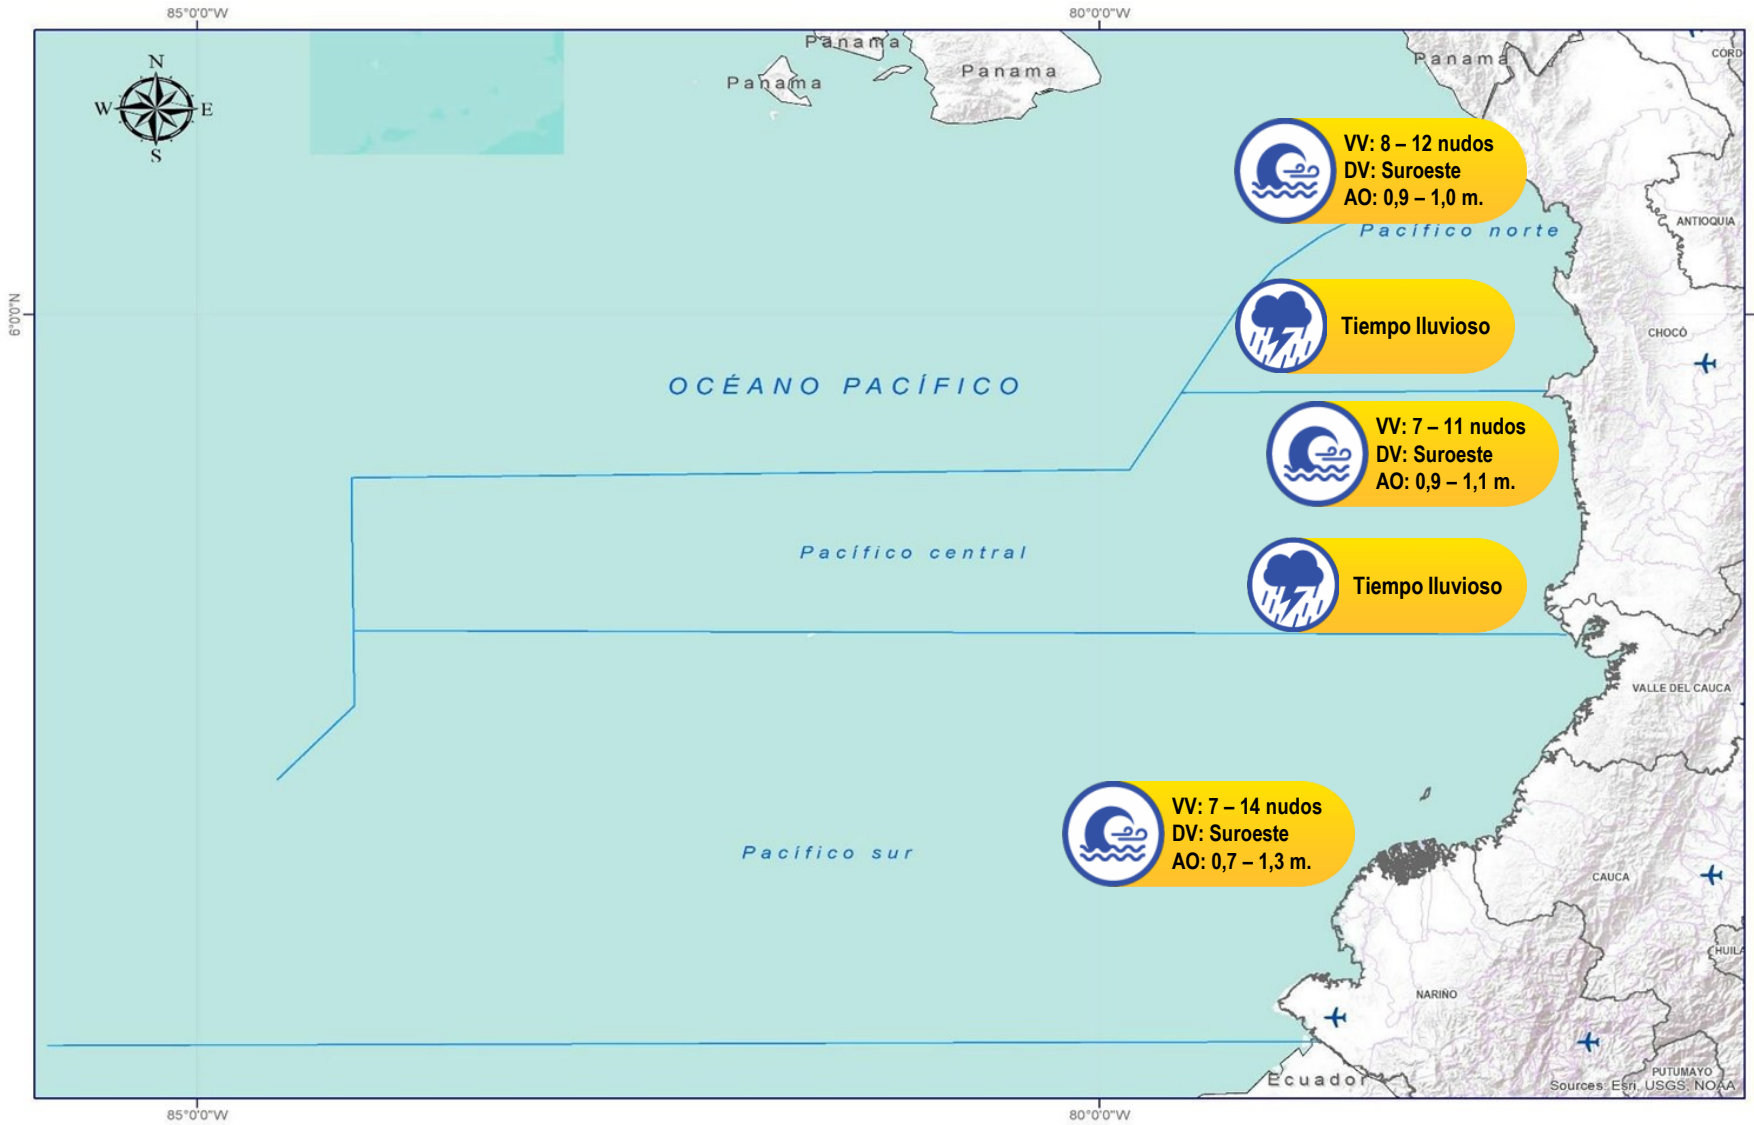 85°0'0"W
80°0'0"W
N
W
E
S
Panama
Panama
Panama
Panama
CORD
VV: 8 – 12 nudos
DV: Suroeste
AO: 0,9 – 1,0 m.
ANTIOQUIA
Pacífico norte
6°0'0"N
Tiempo lluvioso
CHOCÓ
OCÉANO PACÍFICO
VV: 7 – 11 nudos
DV: Suroeste
AO: 0,9 – 1,1 m.
Pacífico central
Tiempo lluvioso
VALLE DEL CAUCA
VV: 7 – 14 nudos
DV: Suroeste
AO: 0,7 – 1,3 m.
Pacífico sur
CAUCA
HUILA
NARIÑO
PUTUMAYO
Ecuador
Sources: Esri, USGS, NOAA
85°0'0"W
80°0'0"W